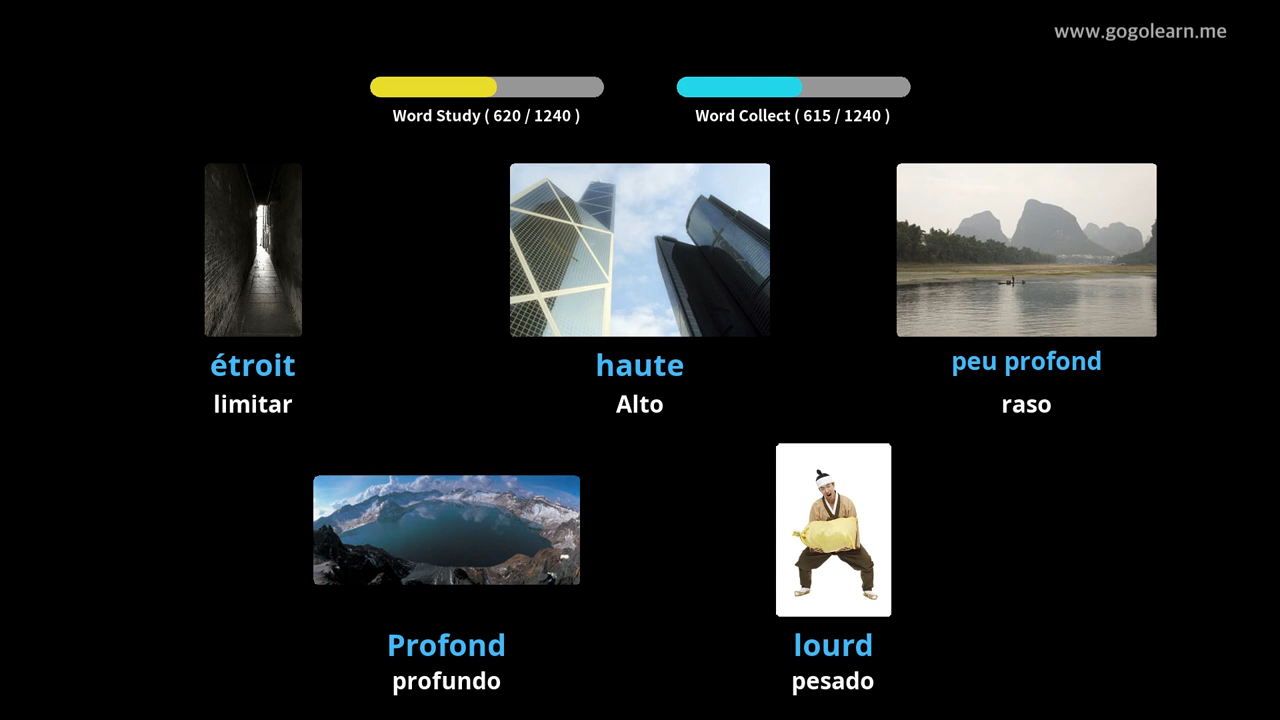 www.gogolearn.me
Word Study ( 620 / 1240 )
Word Collect ( 615 / 1240 )
étroit
limitar
haute
Alto
peu profond
raso
Profond
profundo
lourd
pesado